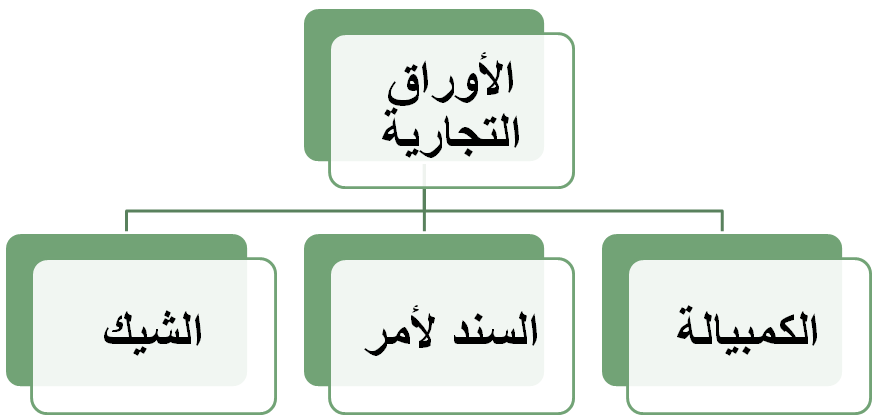 الأوراق
التجارية
الكمبيالة
السند لأمر
الشيك